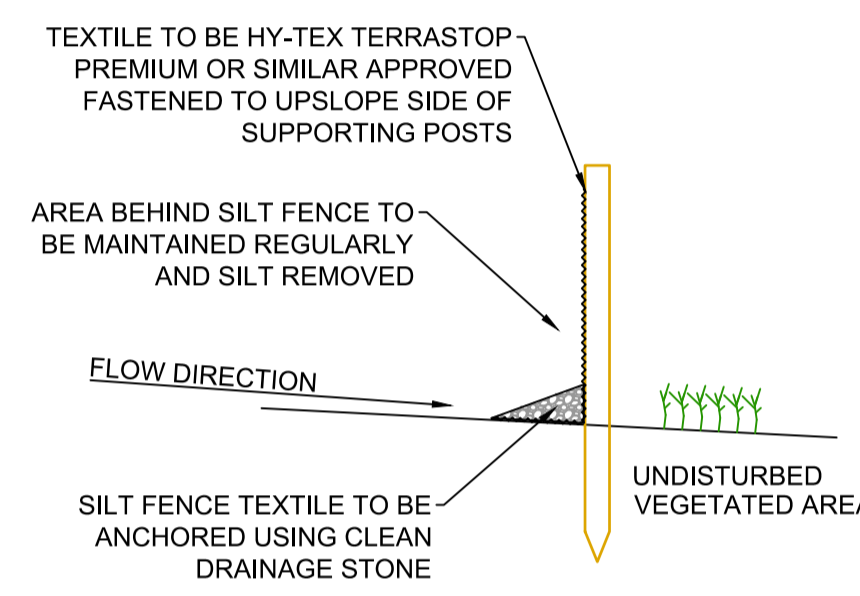 TEXTILE TO BE HY-TEX TERRASTOP
PREMIUM OR SIMILAR APPROVED
FASTENED TO UPSLOPE SIDE OF
SUPPORTING POSTS
AREA BEHIND SILT FENCE TO
BE MAINTAINED REGULARLY
AND SILT REMOVED
FLOW DIRECTION
SILT FENCE TEXTILE TO BE
ANCHORED USING CLEAN
DRAINAGE STONE
UNDISTURBED
VEGETATED AREA